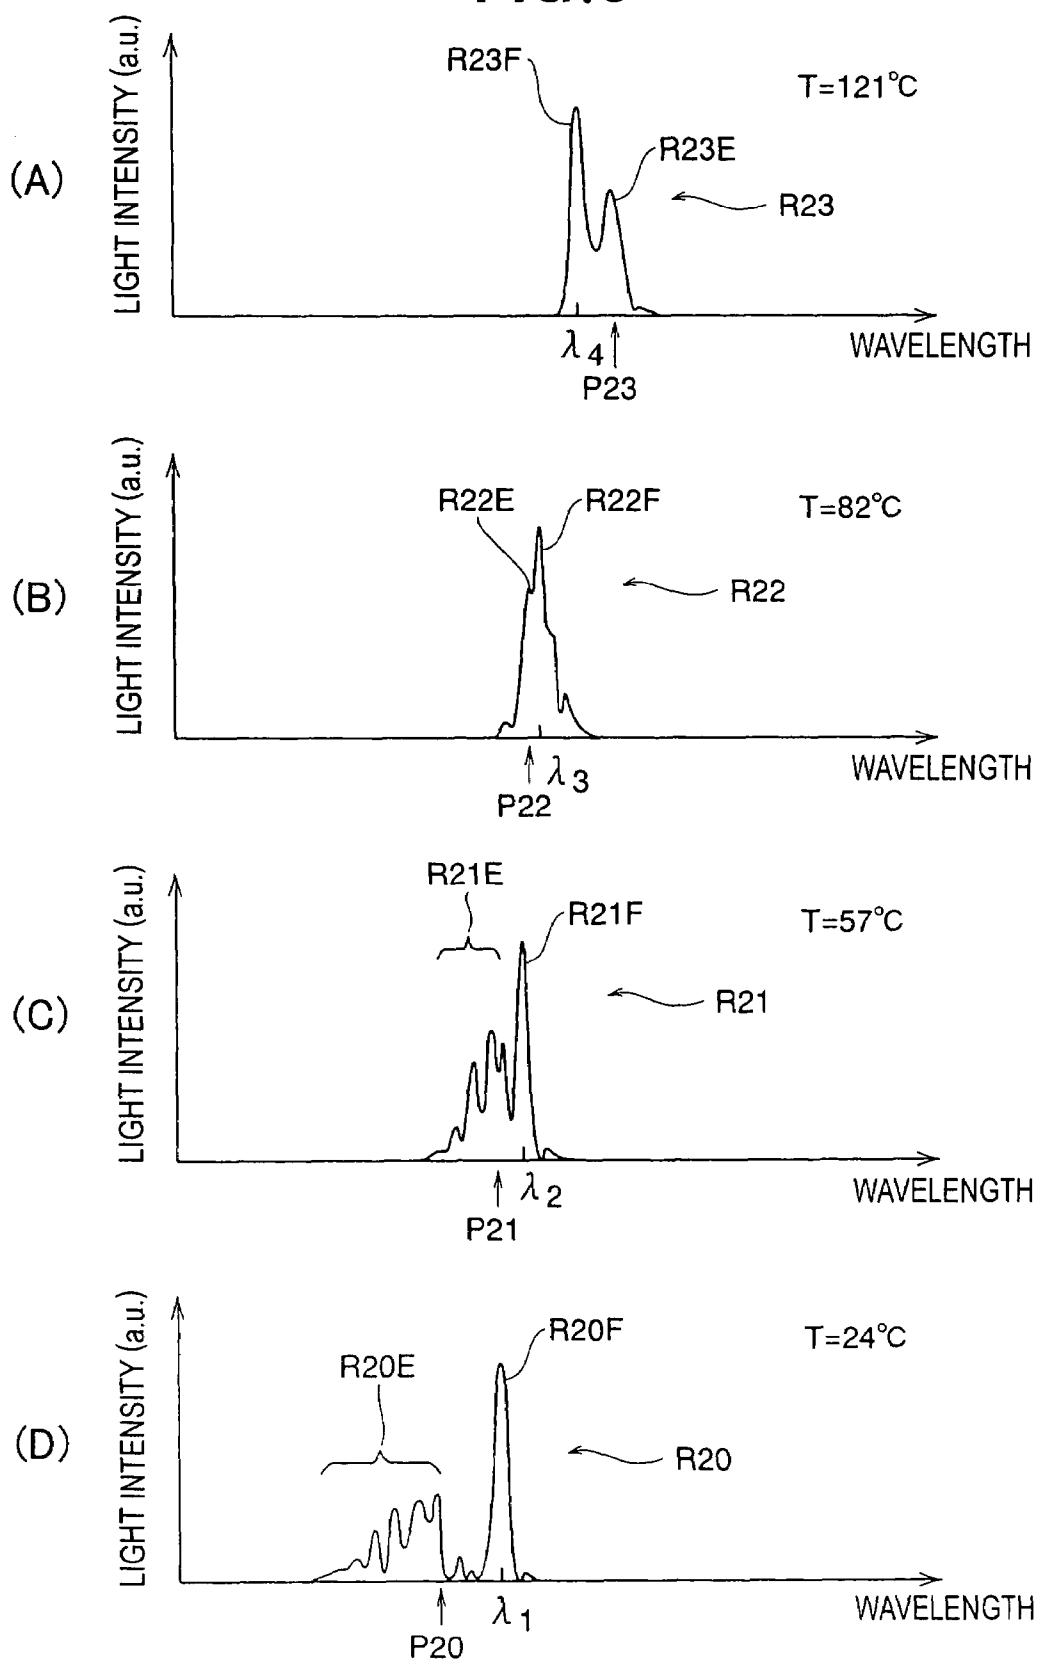 R23F
T=121°C
R23E
R23
(A)
LIGHT INTENSITY (a.u.)
λ4
WAVELENGTH
P23
R22E
R22F
T=82°C
R22
(B)
LIGHT INTENSITY (a.u.)
λ3
WAVELENGTH
P22
R21E
R21F
T=57°C
R21
(C)
LIGHT INTENSITY (a.u.)
λ2
WAVELENGTH
P21
R20F
T=24°C
R20E
R20
(D)
LIGHT INTENSITY (a.u.)
λ1
WAVELENGTH
P20